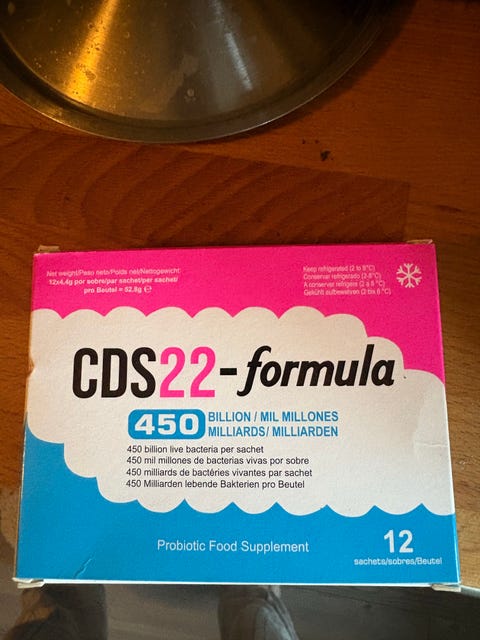 Net weight/Peso neto/Poids net/Nettogewicht:
12x4,4g por sobre/par sachet/per sachet/
pro Beutel = 52,8g ℮
Keep refrigerated (2 to 8°C)
Conservar refrigerado (2-8°C)
A conserver refrigere (2 a 8 °C)
Gekühlt aufbewahren (2 bis 8 °C)
CDS22-formula
450 BILLION / MIL MILLONES
MILLIARDS/ MILLIARDEN
450 billion live bacteria per sachet
450 mil millones de bacterias vivas por sobre
450 milliards de bactéries vivantes par sachet
450 Milliarden lebende Bakterien pro Beutel
Probiotic Food Supplement
12
sachets/sobres/Beutel